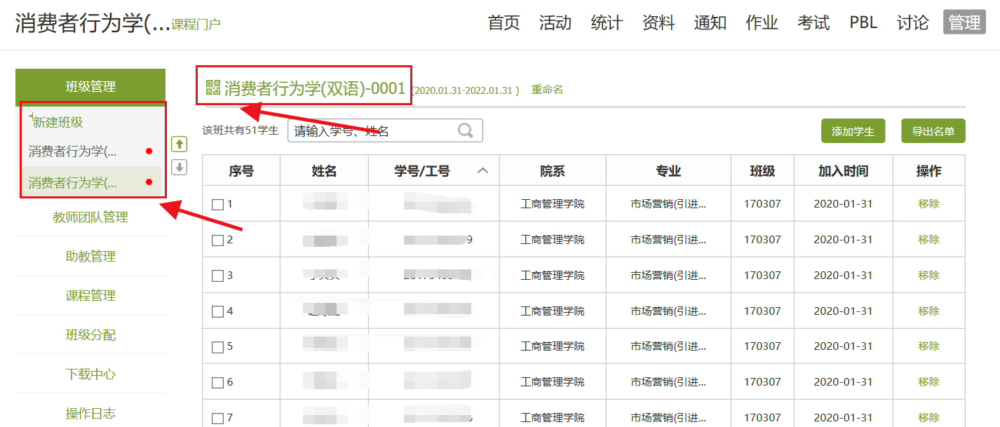 消费者行为学(...课程门户 首页 活动 统计 资料 通知 作业 考试 PBL 讨论 管理
班级管理
新建班级
消费者行为学(...
消费者行为学(...
教师团队管理
助教管理
课程管理
班级分配
下载中心
操作日志
消费者行为学(双语)-0001 (2020.01.31-2022.01.31 ) 重命名
该班共有51学生 请输入学号、姓名 添加学生 导出名单
序号 姓名 学号/工号 院系 专业 班级 加入时间 操作
1 工商管理学院 市场营销(引进... 170307 2020-01-31 移除
2 9 工商管理学院 市场营销(引进... 170307 2020-01-31 移除
3 工商管理学院 市场营销(引进... 170307 2020-01-31 移除
4 工商管理学院 市场营销(引进... 170307 2020-01-31 移除
5 工商管理学院 市场营销(引进... 170307 2020-01-31 移除
6 工商管理学院 市场营销(引进... 170307 2020-01-31 移除
7 工商管理学院 市场营销(引进... 170307 2020-01-31 移除